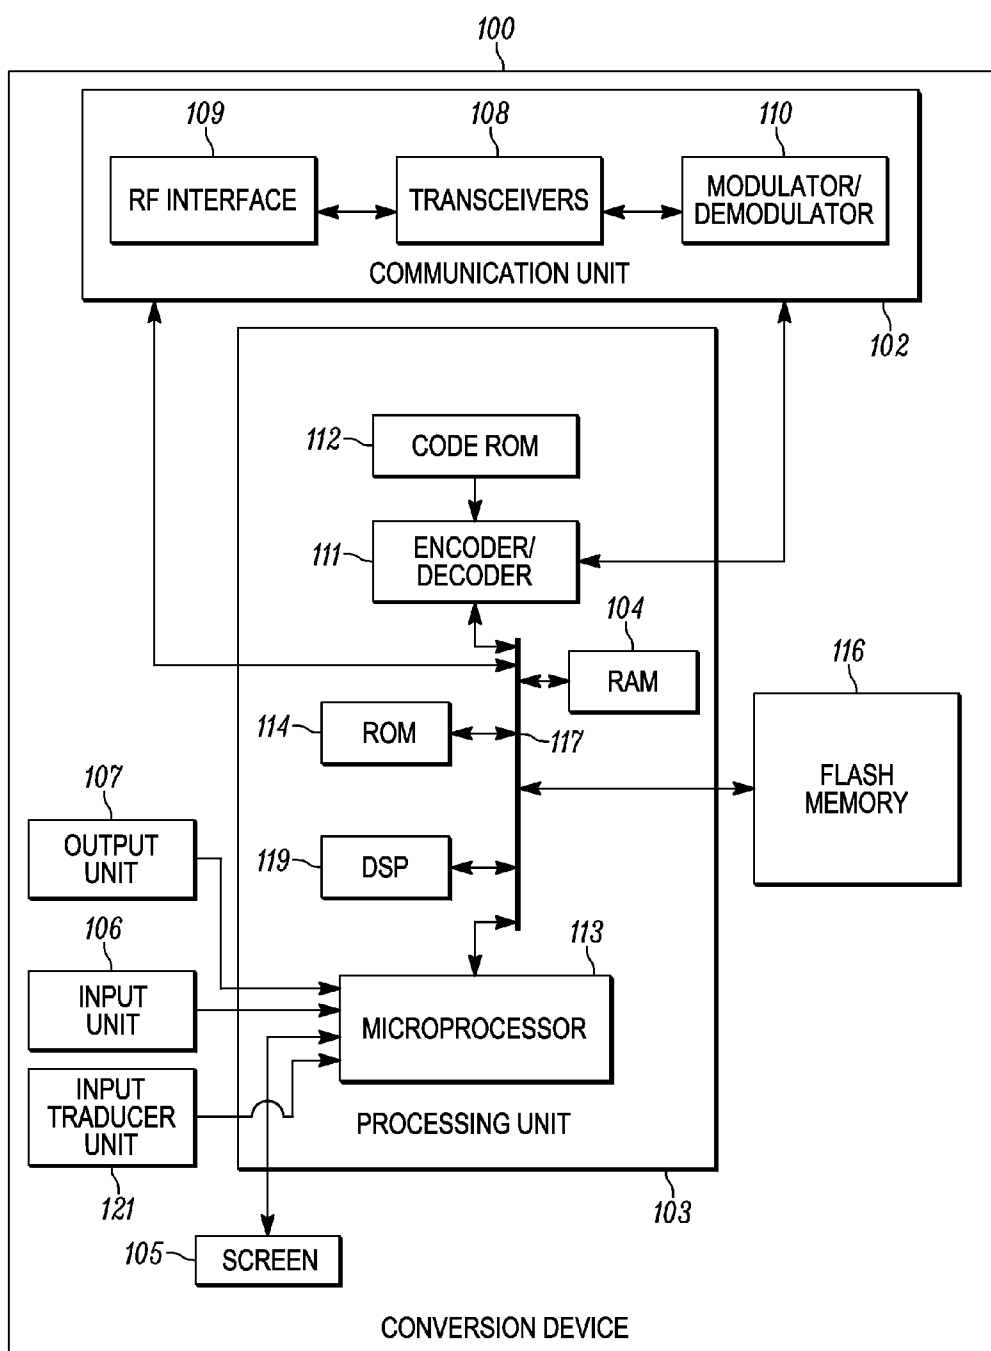 100
109
108
110
RF INTERFACE
TRANSCEIVERS
MODULATOR/
DEMODULATOR
COMMUNICATION UNIT
102
112
CODE ROM
111
ENCODER/
DECODER
104
RAM
116
FLASH
MEMORY
114
ROM
117
107
OUTPUT
UNIT
119
DSP
106
INPUT
UNIT
113
MICROPROCESSOR
INPUT
TRADUCER
UNIT
121
PROCESSING UNIT
103
105
SCREEN
CONVERSION DEVICE